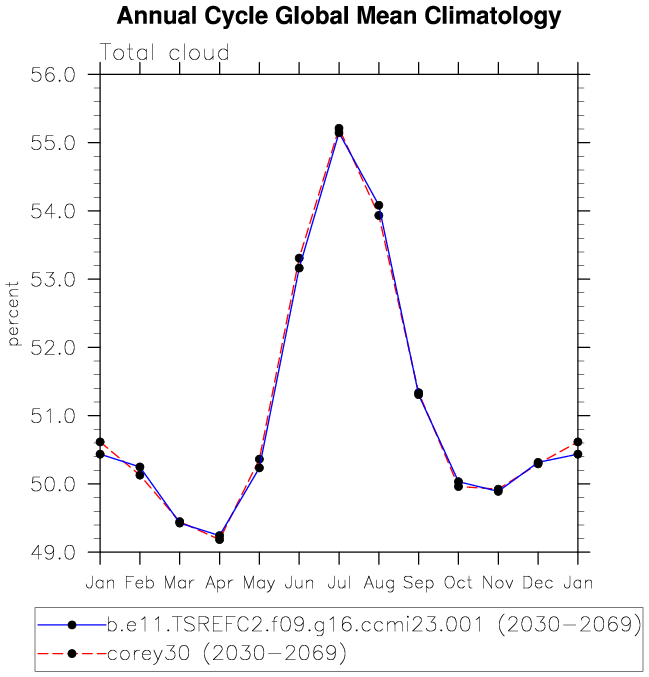 Annual Cycle Global Mean Climatology
Total cloud
56.0
55.0
54.0
53.0
52.0
51.0
50.0
49.0
percent
Jan Feb Mar Apr May Jun Jul Aug Sep Oct Nov Dec Jan
b.e11.TSREFC2.f09.g16.ccmi23.001 (2030-2069)
corey30 (2030-2069)